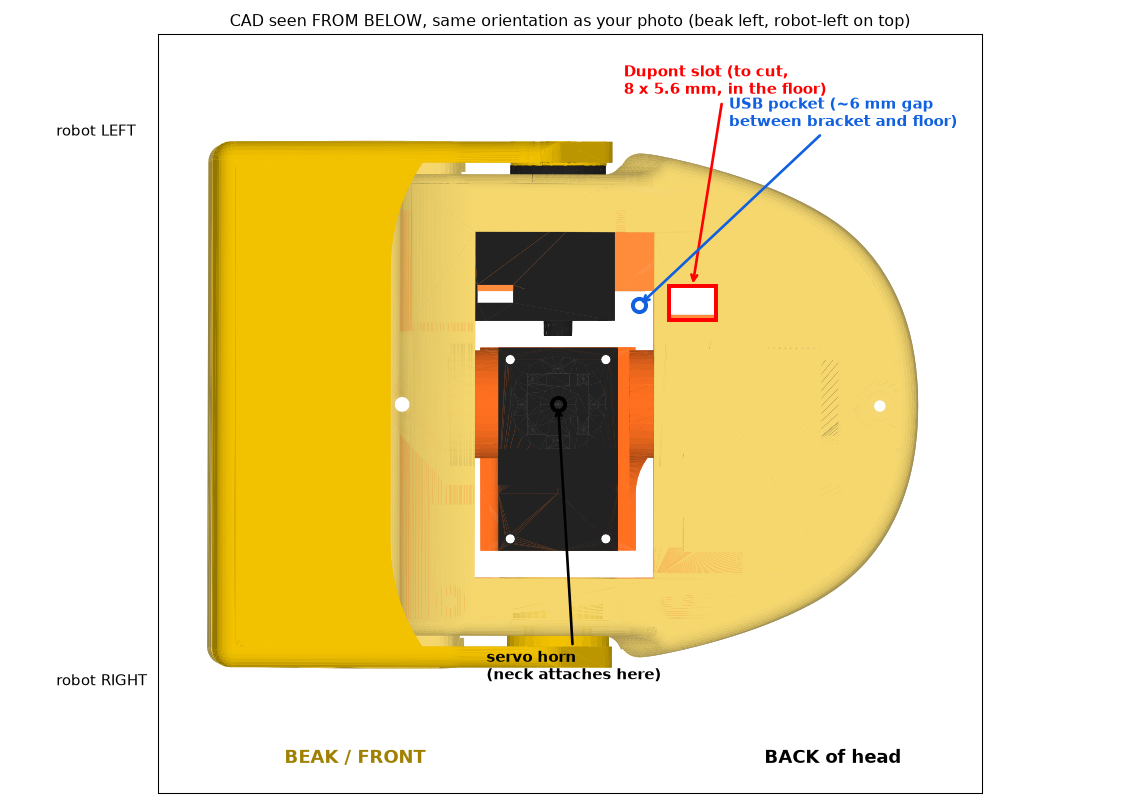 CAD seen FROM BELOW, same orientation as your photo (beak left, robot-left on top)
Dupont slot (to cut,
8 x 5.6 mm, in the floor)
USB pocket (~6 mm gap
between bracket and floor)
robot LEFT
servo horn
(neck attaches here)
robot RIGHT
BEAK / FRONT
BACK of head